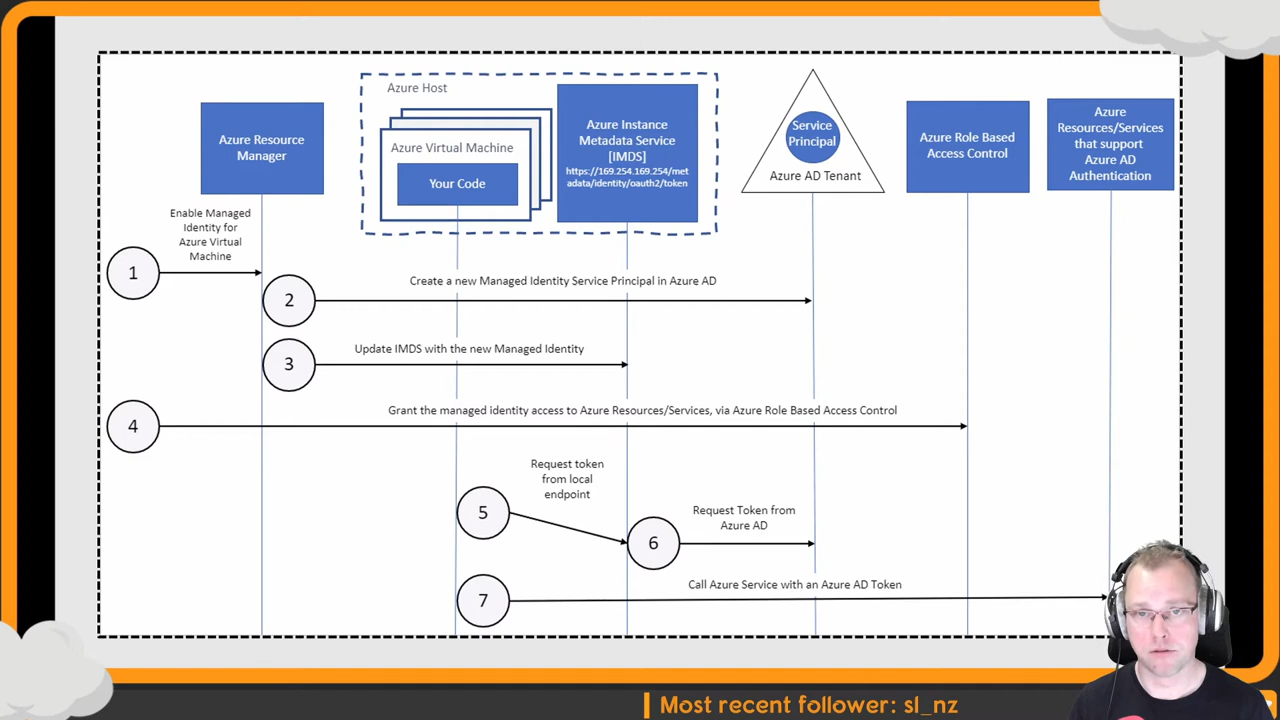 Azure Host
Azure Resource
Manager
Azure Virtual Machine
Your Code
Azure Instance
Metadata Service
[IMDS]
https://169.254.169.254/met
adata/identity/oauth2/token
Service
Principal
Azure AD Tenant
Azure Role Based
Access Control
Azure
Resources/Services
that support
Azure AD
Authentication
Enable Managed
Identity for
Azure Virtual
Machine
1
2
Create a new Managed Identity Service Principal in Azure AD
3
Update IMDS with the new Managed Identity
4
Grant the managed identity access to Azure Resources/Services, via Azure Role Based Access Control
5
Request token
from local
endpoint
6
Request Token from
Azure AD
7
Call Azure Service with an Azure AD Token
Most recent follower: sl_nz